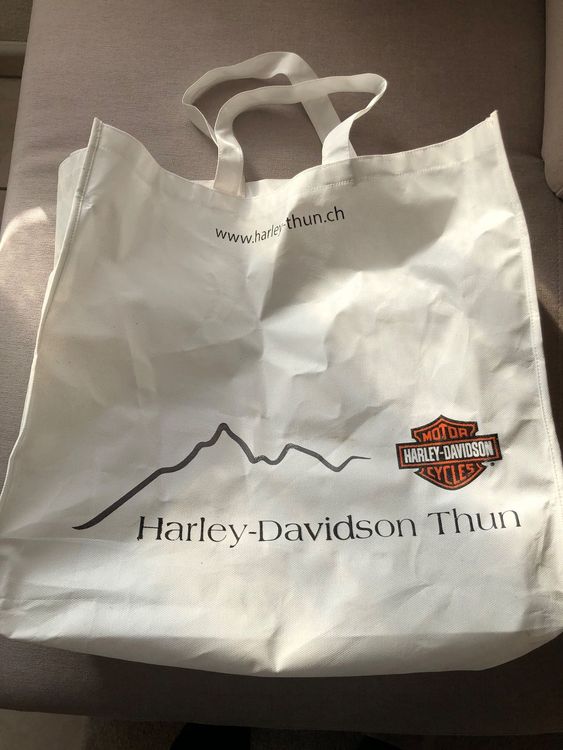 www.harley-thun.ch
MOTOR
HARLEY-DAVIDSON
CYCLES
®
Harley-Davidson Thun